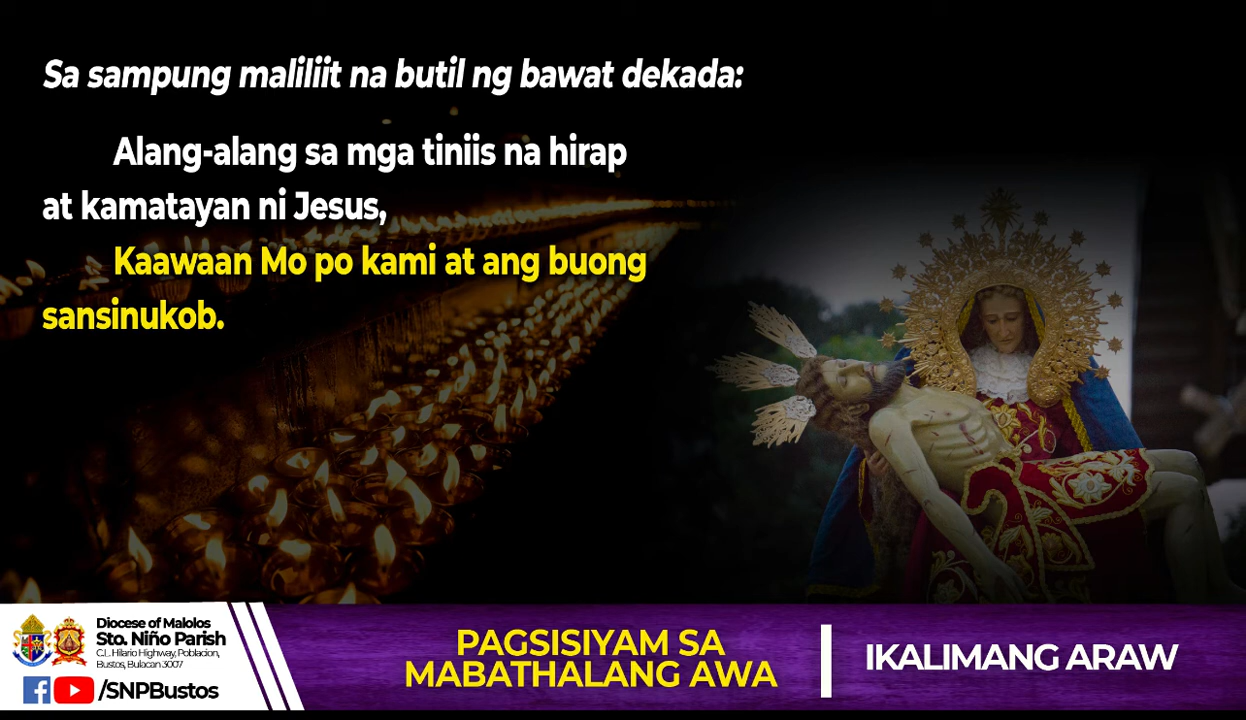 Sa sampung maliliit na butil ng bawat dekada:
Alang-alang sa mga tiniis na hirap
at kamatayan ni Jesus,
Kaawaan Mo po kami at ang buong
sansinukob.
Diocese of Malolos
Sto. Niño Parish
C.L. Hilario Highway, Poblacion,
Bustos, Bulacan 3007
/SNPBustos
PAGSISIYAM SA
MABATHALANG AWA
IKALIMANG ARAW